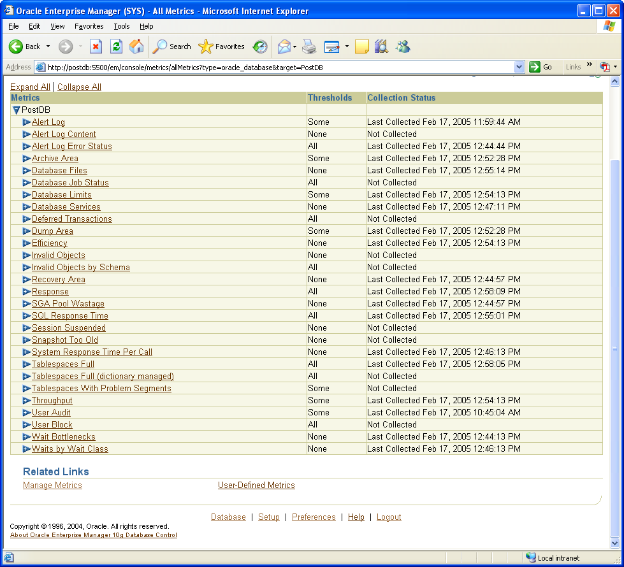 Oracle Enterprise Manager (SYS) - All Metrics - Microsoft Internet Explorer
File Edit View Favorites Tools Help
Back Search Favorites
Address http://postdb:5500/em/console/metrics/allMetrics?type=oracle_database&target=PostDB Go Links »
Expand All | Collapse All
Metrics Thresholds Collection Status
PostDB
Alert Log Some Last Collected Feb 17, 2005 11:59:44 AM
Alert Log Content None Not Collected
Alert Log Error Status All Last Collected Feb 17, 2005 12:44:44 PM
Archive Area Some Last Collected Feb 17, 2005 12:52:28 PM
Database Files None Last Collected Feb 17, 2005 12:55:14 PM
Database Job Status All Not Collected
Database Limits Some Last Collected Feb 17, 2005 12:54:13 PM
Database Services None Last Collected Feb 17, 2005 12:47:11 PM
Deferred Transactions All Not Collected
Dump Area Some Last Collected Feb 17, 2005 12:52:28 PM
Efficiency None Last Collected Feb 17, 2005 12:54:13 PM
Invalid Objects None Not Collected
Invalid Objects by Schema All Not Collected
Recovery Area None Last Collected Feb 17, 2005 12:44:57 PM
Response All Last Collected Feb 17, 2005 12:58:09 PM
SGA Pool Wastage None Last Collected Feb 17, 2005 12:44:57 PM
SQL Response Time All Last Collected Feb 17, 2005 12:55:01 PM
Session Suspended None Not Collected
Snapshot Too Old None Not Collected
System Response Time Per Call None Last Collected Feb 17, 2005 12:46:13 PM
Tablespaces Full All Last Collected Feb 17, 2005 12:58:05 PM
Tablespaces Full (dictionary managed) All Not Collected
Tablespaces With Problem Segments Some Not Collected
Throughput Some Last Collected Feb 17, 2005 12:54:13 PM
User Audit Some Last Collected Feb 17, 2005 10:45:04 AM
User Block All Not Collected
Wait Bottlenecks None Last Collected Feb 17, 2005 12:44:13 PM
Waits by Wait Class None Last Collected Feb 17, 2005 12:46:13 PM
Related Links
Manage Metrics User-Defined Metrics
Database | Setup | Preferences | Help | Logout
Copyright © 1996, 2004, Oracle. All rights reserved.
About Oracle Enterprise Manager 10g Database Control
Local intranet